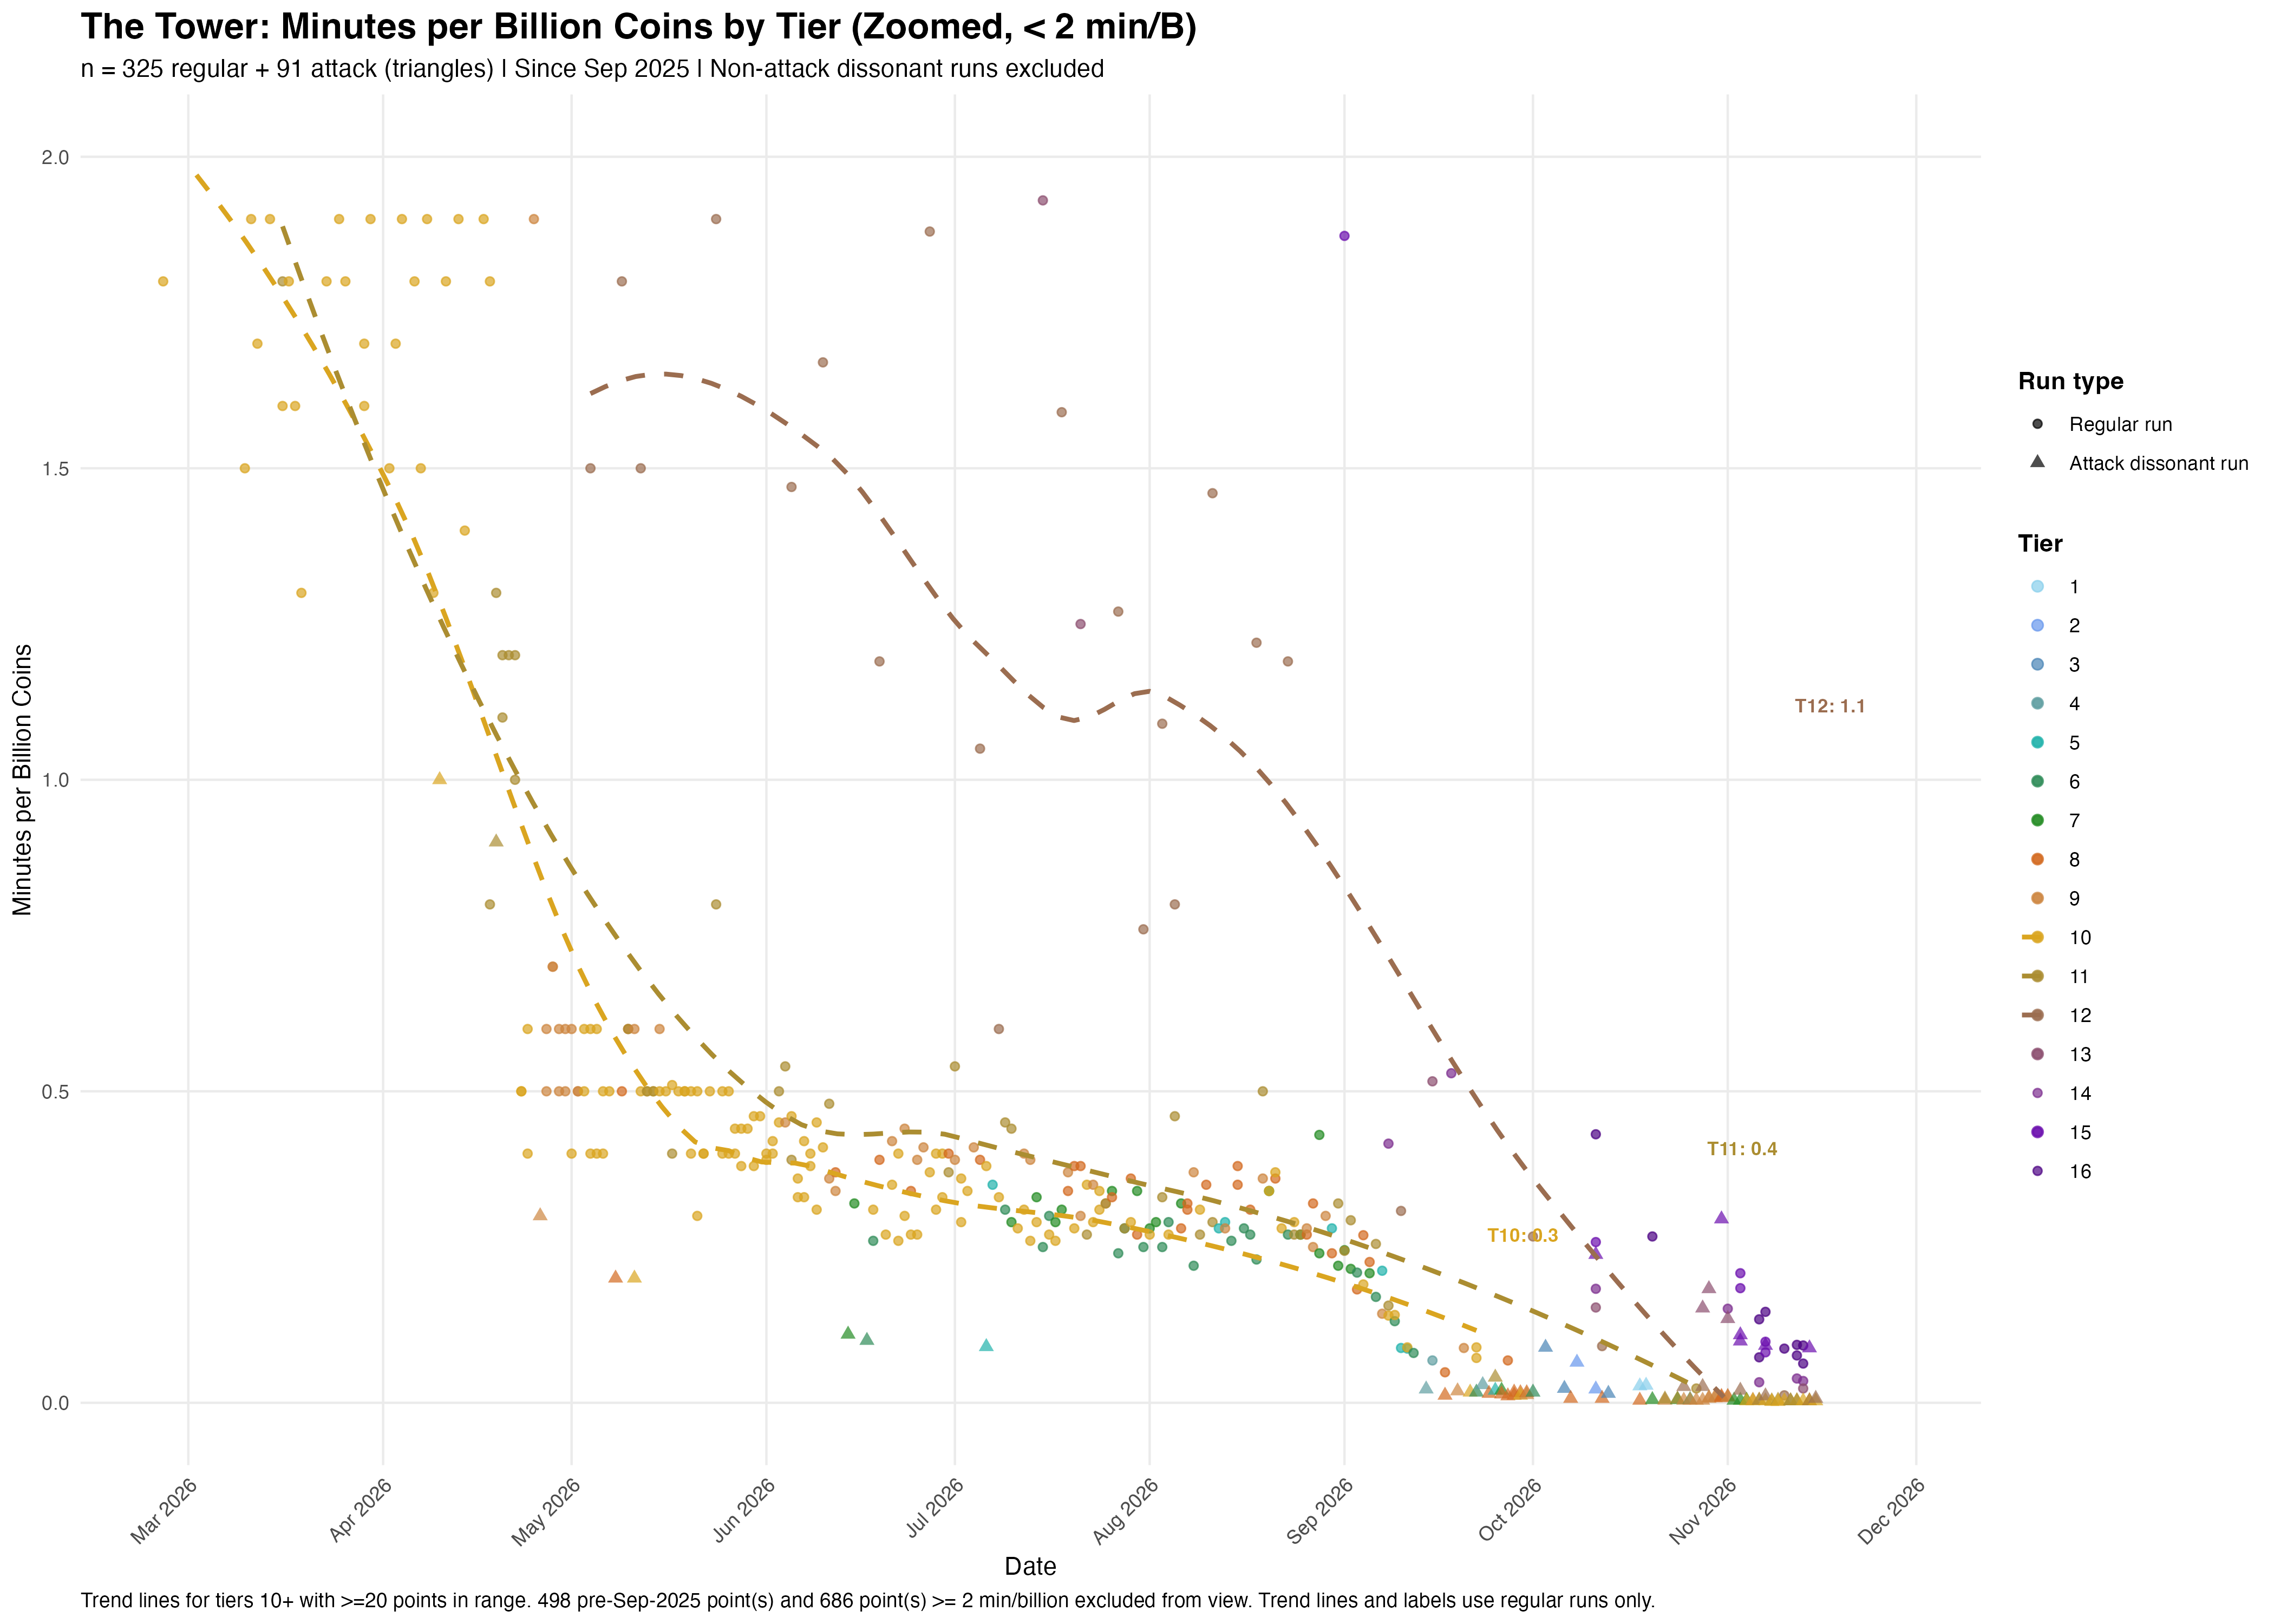 The Tower: Minutes per Billion Coins by Tier (Zoomed, < 2 min/B)
n = 325 regular + 91 attack (triangles) | Since Sep 2025 | Non-attack dissonant runs excluded
Minutes per Billion Coins
2.0
1.5
1.0
0.5
0.0
T12: 1.1
T11: 0.4
T10: 0.3
Mar 2026
Apr 2026
May 2026
Jun 2026
Jul 2026
Aug 2026
Sep 2026
Oct 2026
Nov 2026
Dec 2026
Date
Run type
Regular run
Attack dissonant run
Tier
1
2
3
4
5
6
7
8
9
10
11
12
13
14
15
16
Trend lines for tiers 10+ with >=20 points in range. 498 pre-Sep-2025 point(s) and 686 point(s) >= 2 min/billion excluded from view. Trend lines and labels use regular runs only.